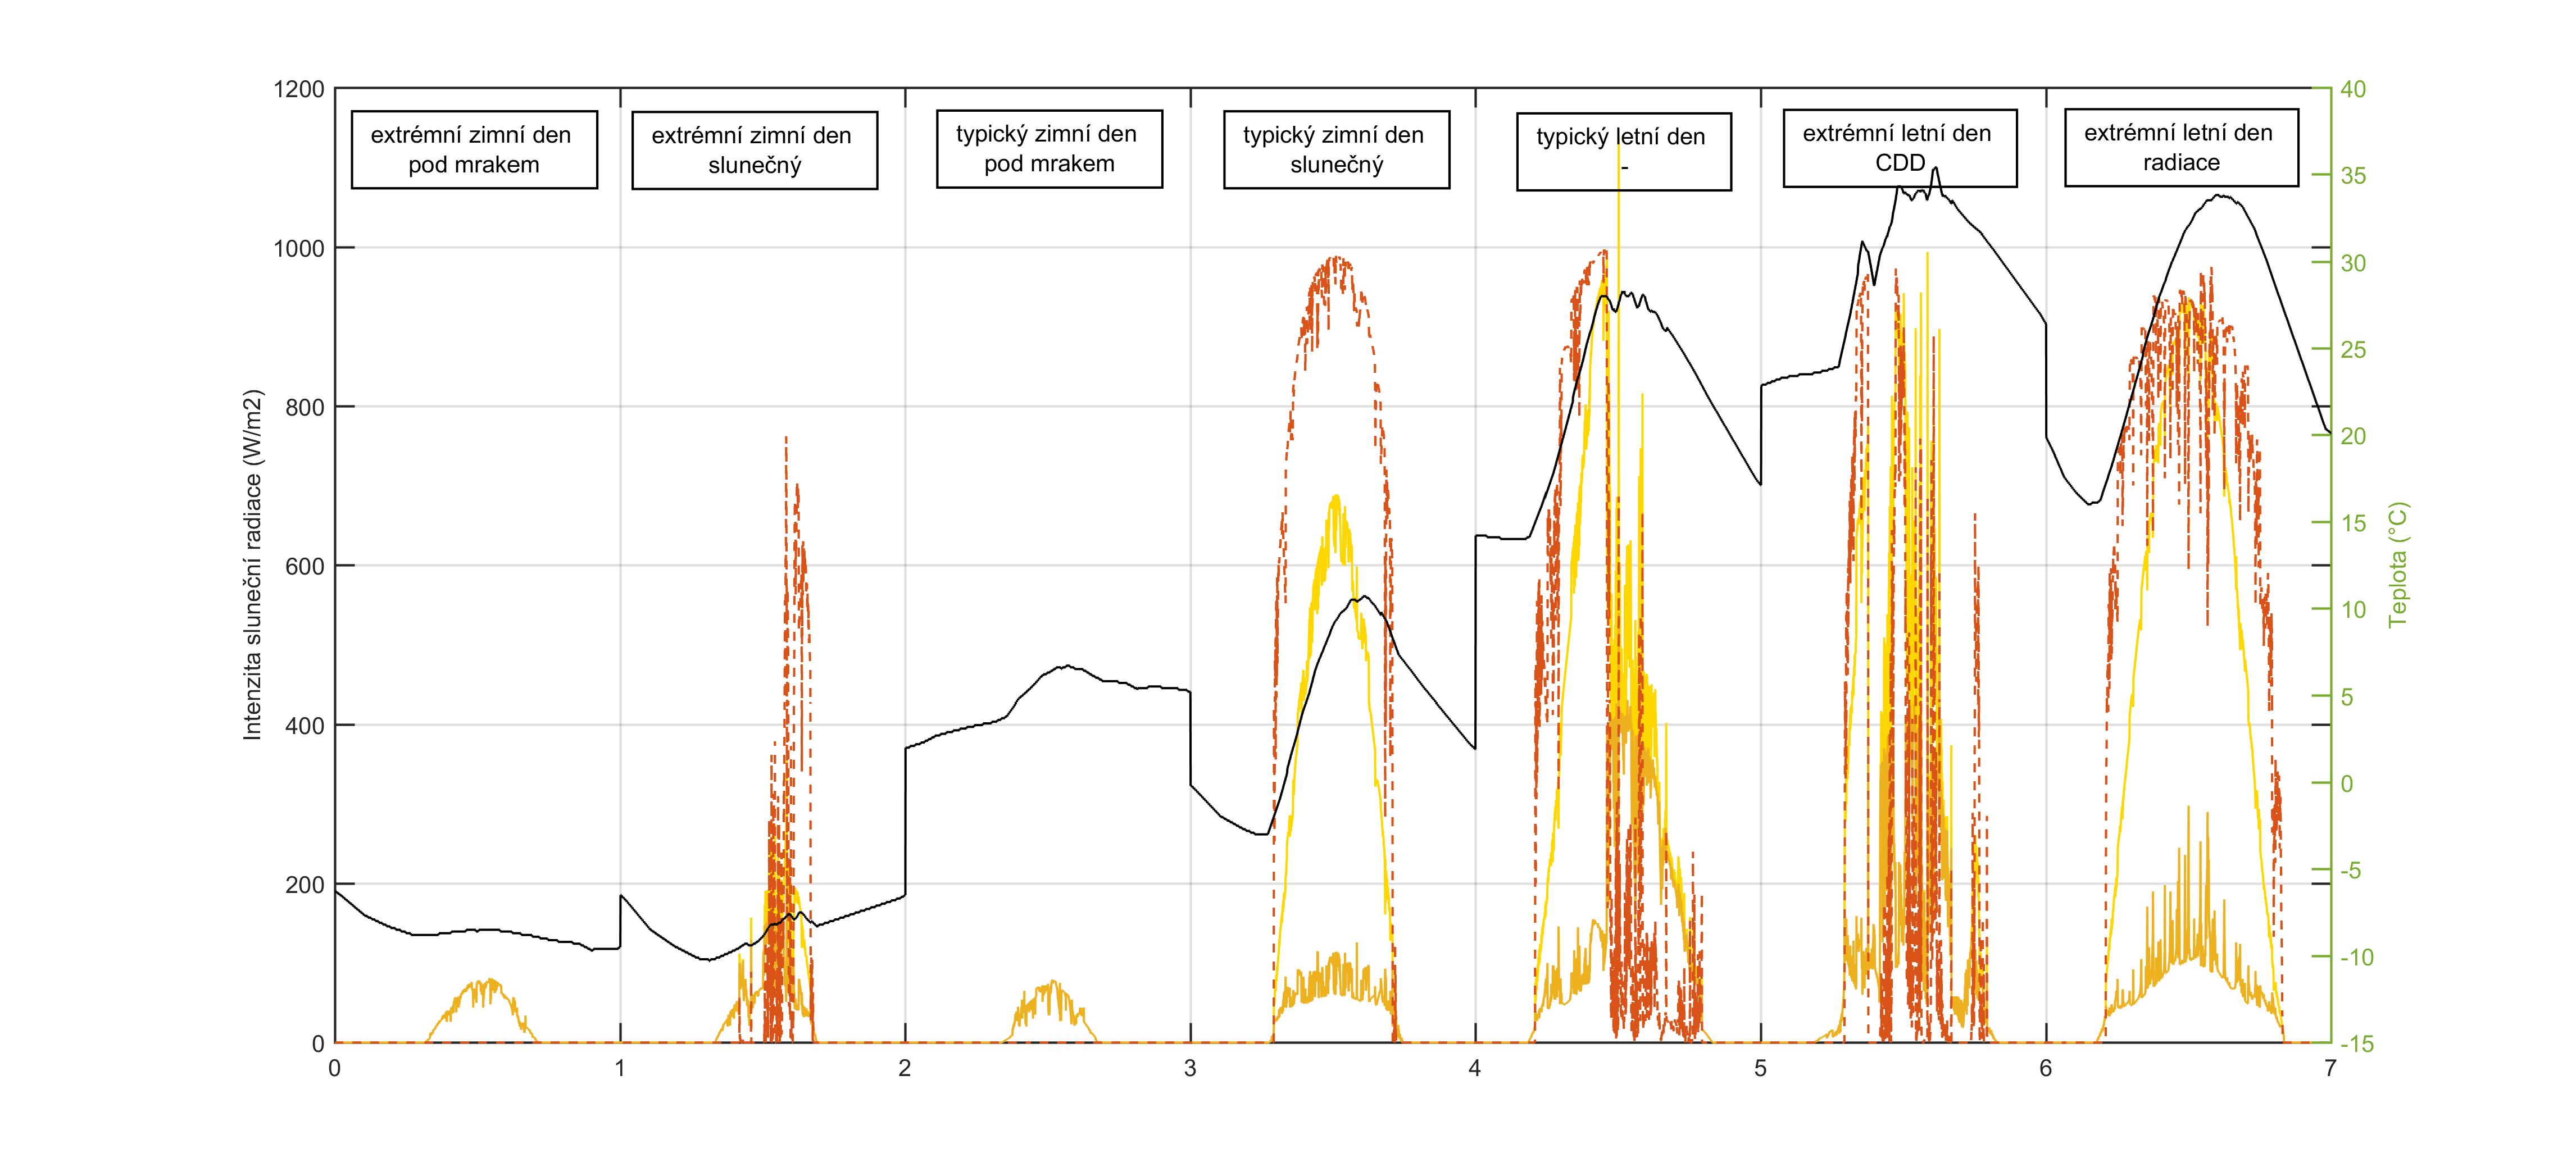 extrémní zimní den
pod mrakem
extrémní zimní den
slunečný
typický zimní den
pod mrakem
typický zimní den
slunečný
typický letní den
-
extrémní letní den
CDD
extrémní letní den
radiace
Intenzita sluneční radiace (W/m2)
1200
1000
800
600
400
200
0
0
1
2
3
4
5
6
7
40
35
30
25
20
15
10
5
0
-5
-10
-15
Teplota (°C)